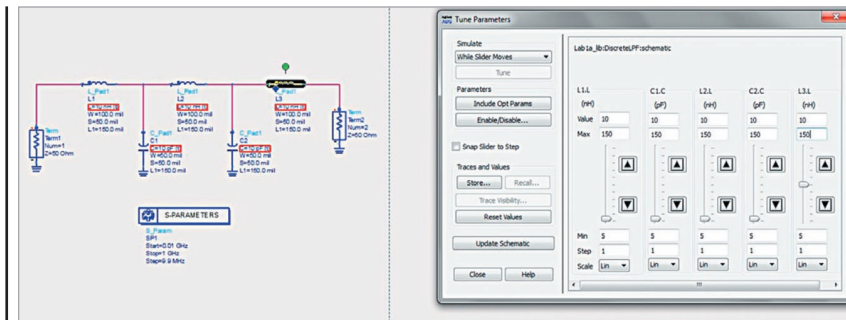 Tune Parameters
Simulate
While Slider Moves
Tune
Parameters
Include Opt Params
Enable/Disable...
Snap Slider to Step
Traces and Values
Store...
Recall...
Trace Visibility...
Reset Values
Update Schematic
Close
Help
Lab1a_lib:DiscreteLPF:schematic
L1.L C1.C L2.L C2.C L3.L
(nH) (pF) (nH) (pF) (nH)
Value 10 10 10 10 10
Max 150 150 150 150 150
Min 5 5 5 5 5
Step 1 1 1 1 1
Scale Lin Lin Lin Lin Lin
L_Pad1
L1
W=100.0 mil
S=50.0 mil
L1=150.0 mil
L_Pad1
L2
W=100.0 mil
S=50.0 mil
L1=150.0 mil
L3
W=100.0 mil
S=50.0 mil
L1=150.0 mil
Term
Term1
Num=1
Z=50 Ohm
C_Pad1
C1
S=50.0 mil
L1=150.0 mil
C_Pad1
C2
S=50.0 mil
L1=150.0 mil
Term
Term2
Num=2
Z=50 Ohm
S-PARAMETERS
S_Param
SP1
Start=0.01 GHz
Stop=1 GHz
Step=9.9 MHz